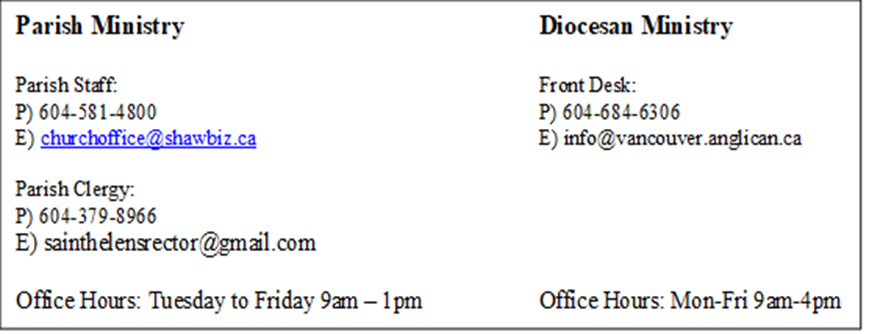 Parish Ministry
Parish Staff:
P) 604-581-4800
E) churchoffice@shawbiz.ca
Parish Clergy:
P) 604-379-8966
E) sainthelensrector@gmail.com
Office Hours: Tuesday to Friday 9am – 1pm
Diocesan Ministry
Front Desk:
P) 604-684-6306
E) info@vancouver.anglican.ca
Office Hours: Mon-Fri 9am-4pm